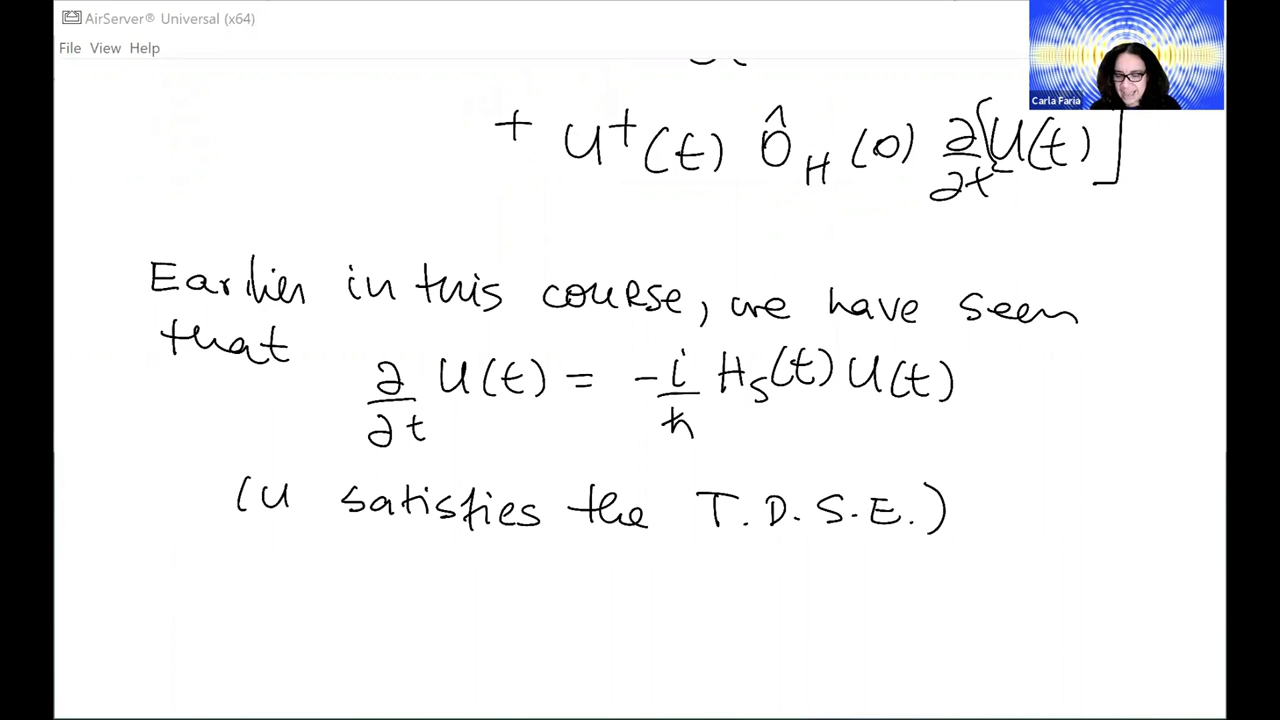 AirServer® Universal (x64)
File View Help
Carla Faria
+ U†(t) Ô_H (0) ∂/∂t [U(t)]
Earlier in this course, we have seen
that
∂/∂t U(t) = -i/ħ H_S(t) U(t)
(U satisfies the T.D.S.E.)